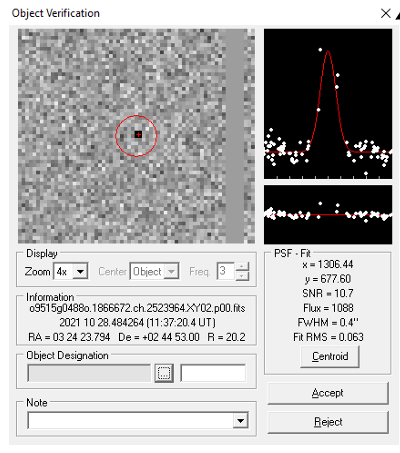 Object Verification
Display
Zoom 4x Center Object Freq. 3
Information
o9515g0488o.1866672.ch.2523964.XY02.p00.fits
2021 10 28.484264 (11:37:20.4 UT)
RA = 03 24 23.794 De = +02 44 53.00 R = 20.2
Object Designation
...
Note
PSF - Fit
x = 1306.44
y = 677.60
SNR = 10.7
Flux = 1088
FWHM = 0.4"
Fit RMS = 0.063
Centroid
Accept
Reject